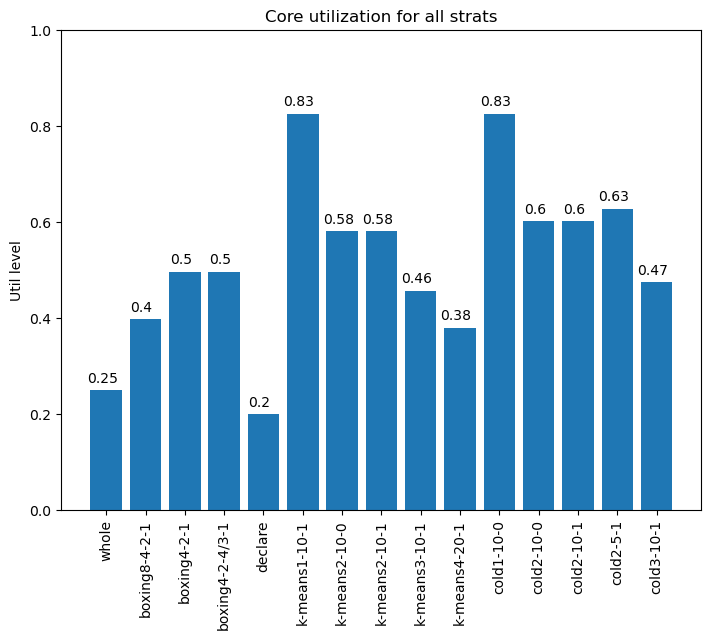 Core utilization for all strats
Util level
1.0
0.8
0.6
0.4
0.2
0.0
0.25
0.4
0.5
0.5
0.2
0.83
0.58
0.58
0.46
0.38
0.83
0.6
0.6
0.63
0.47
whole
boxing8-4-2-1
boxing4-2-1
boxing4-2-4/3-1
declare
k-means1-10-1
k-means2-10-0
k-means2-10-1
k-means3-10-1
k-means4-20-1
cold1-10-0
cold2-10-0
cold2-10-1
cold2-5-1
cold3-10-1